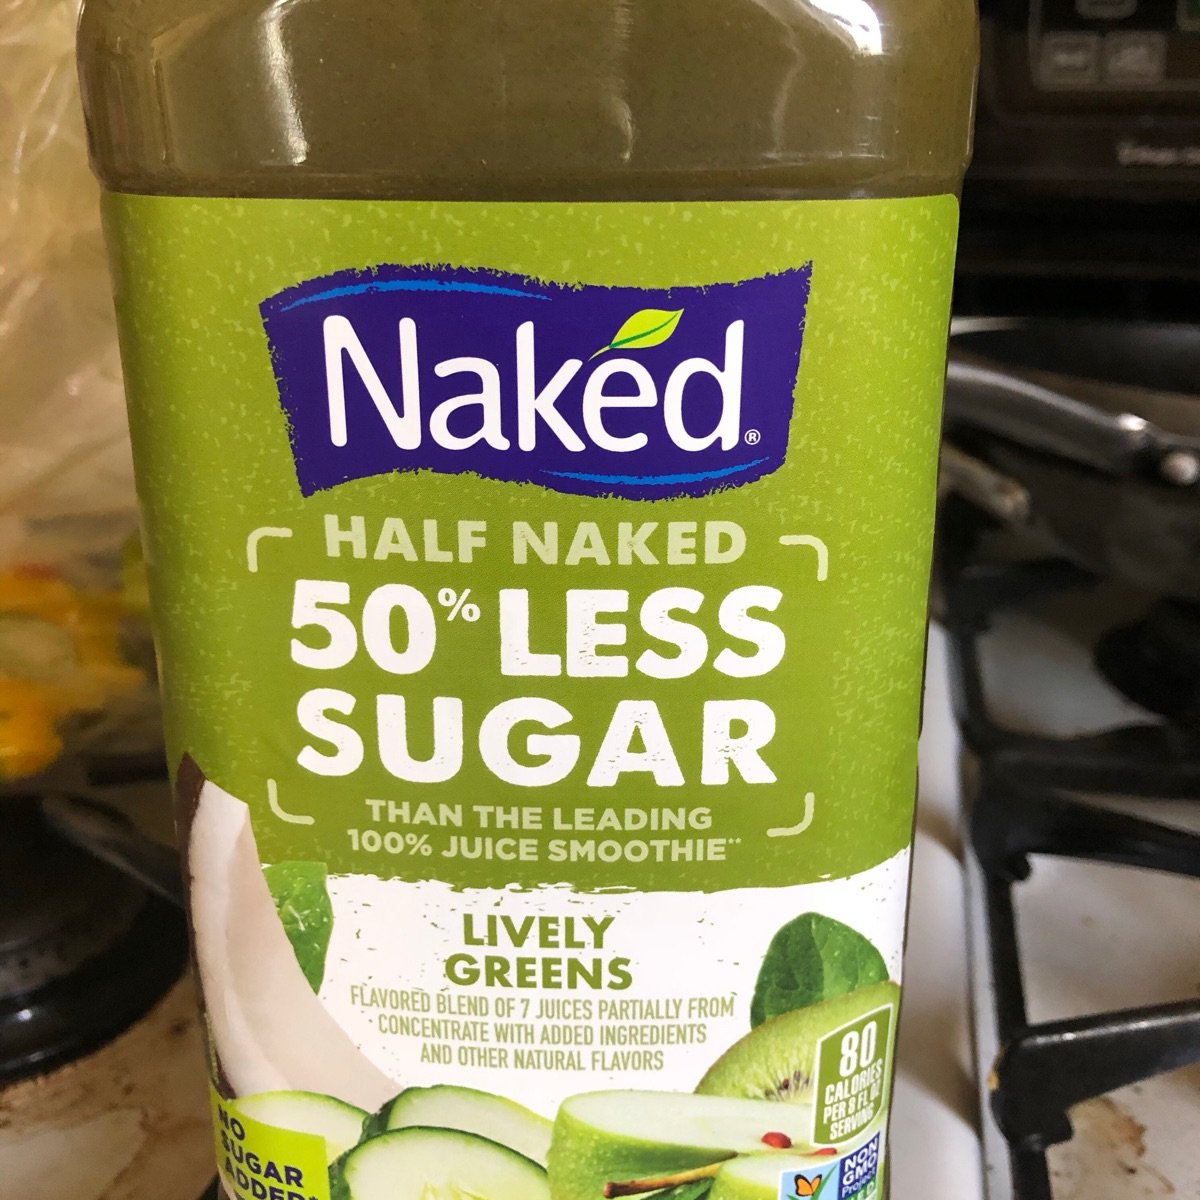 Naked®
HALF NAKED
50% LESS
SUGAR
THAN THE LEADING
100% JUICE SMOOTHIE**
LIVELY
GREENS
FLAVORED BLEND OF 7 JUICES PARTIALLY FROM
CONCENTRATE WITH ADDED INGREDIENTS
AND OTHER NATURAL FLAVORS
80
CALORIES
PER 8 FL OZ
SERVING
NO
SUGAR
ADDED*
NON
GMO
Project